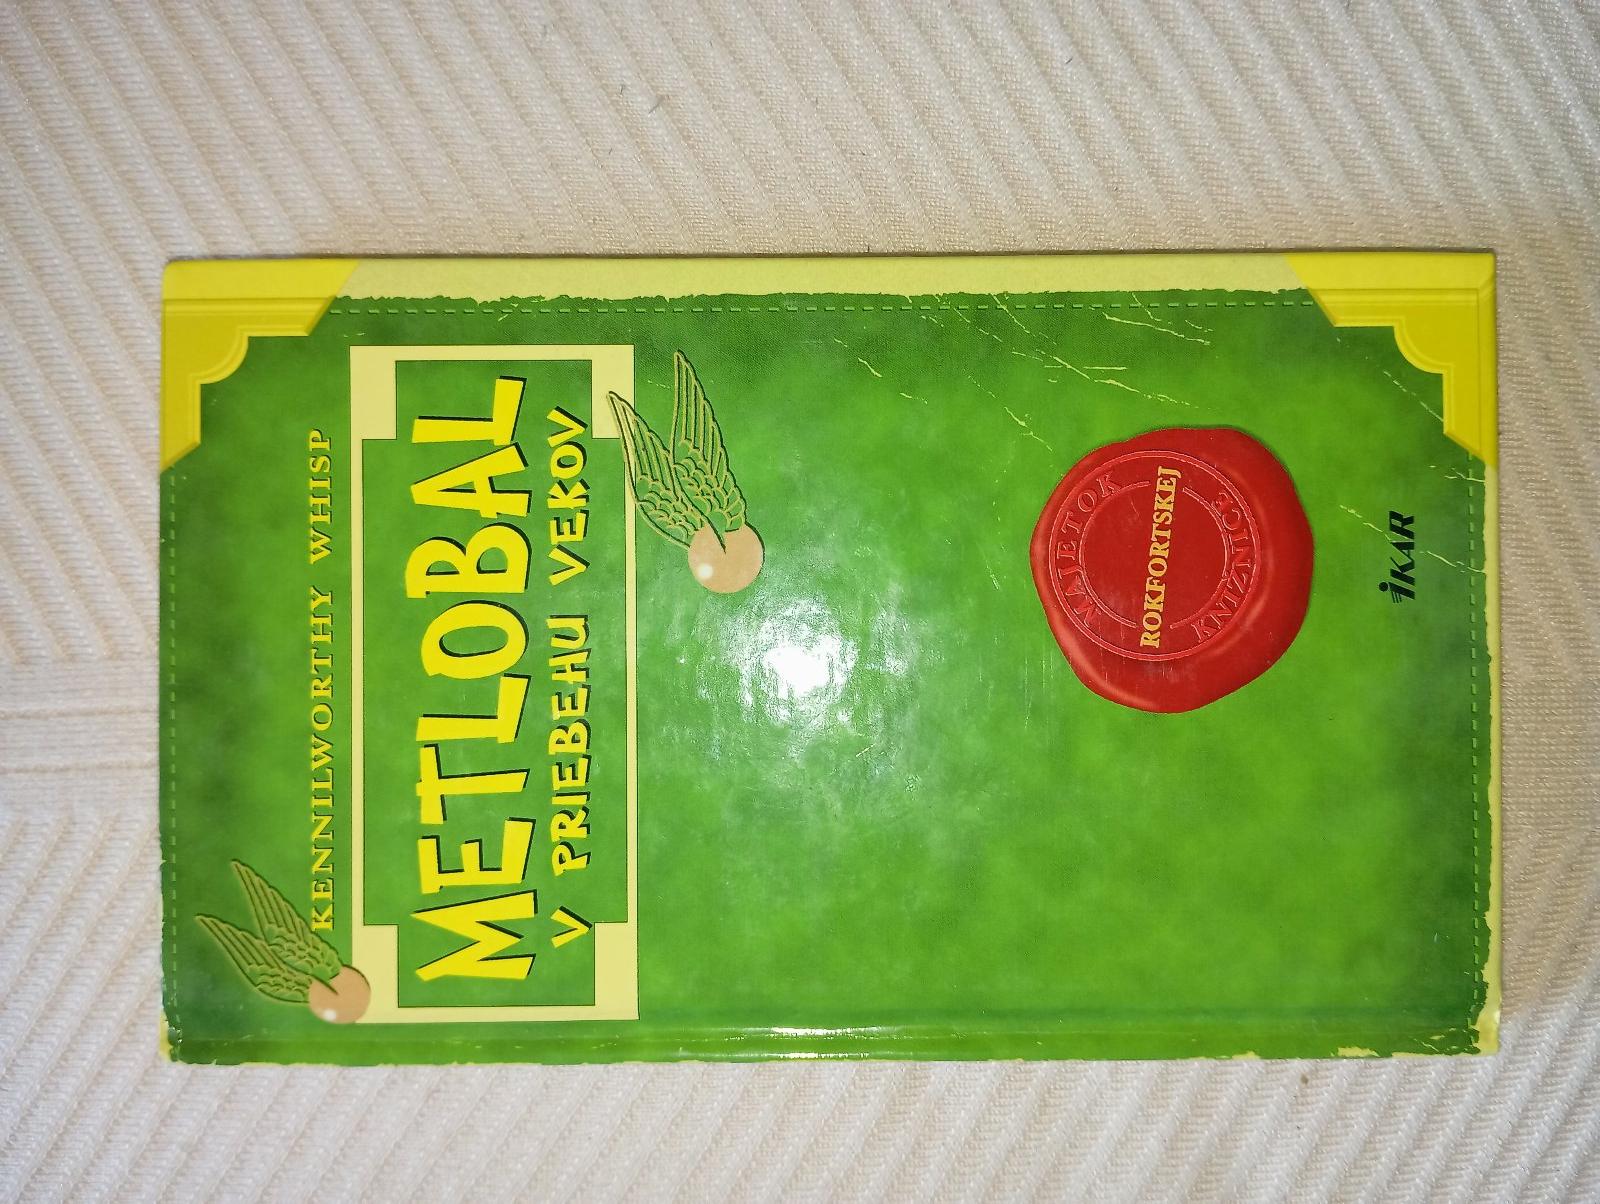 KENNILWORTHY WHISP
METLOBAL
V PRIEBEHU VEKOV
MAJETOK
ROKFORTSKEJ
KNIŽNICE
IKAR